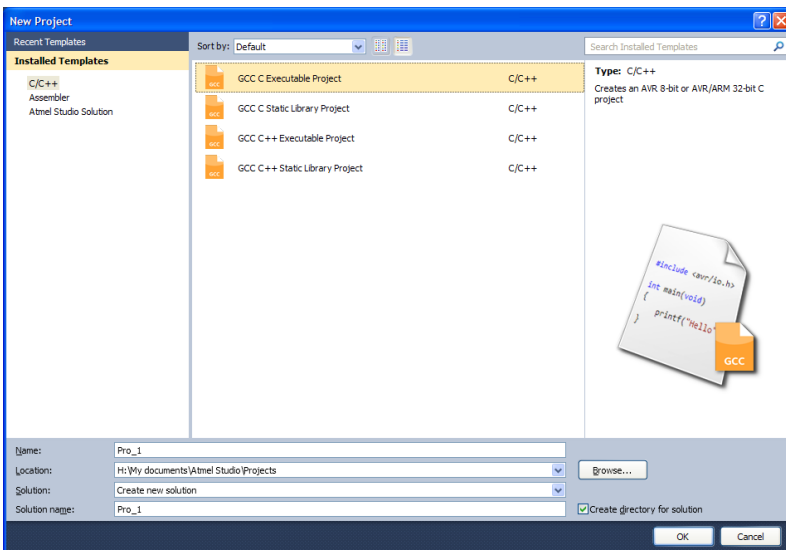 New Project
Recent Templates
Installed Templates
C/C++
Assembler
Atmel Studio Solution
Sort by: Default
Search Installed Templates
GCC C Executable Project C/C++
GCC C Static Library Project C/C++
GCC C++ Executable Project C/C++
GCC C++ Static Library Project C/C++
Type: C/C++
Creates an AVR 8-bit or AVR/ARM 32-bit C
project
#include <avr/io.h>
int main(void)
{
printf("Hello"
}
GCC
Name: Pro_1
Location: H:\My documents\Atmel Studio\Projects
Browse...
Solution: Create new solution
Solution name: Pro_1
Create directory for solution
OK Cancel